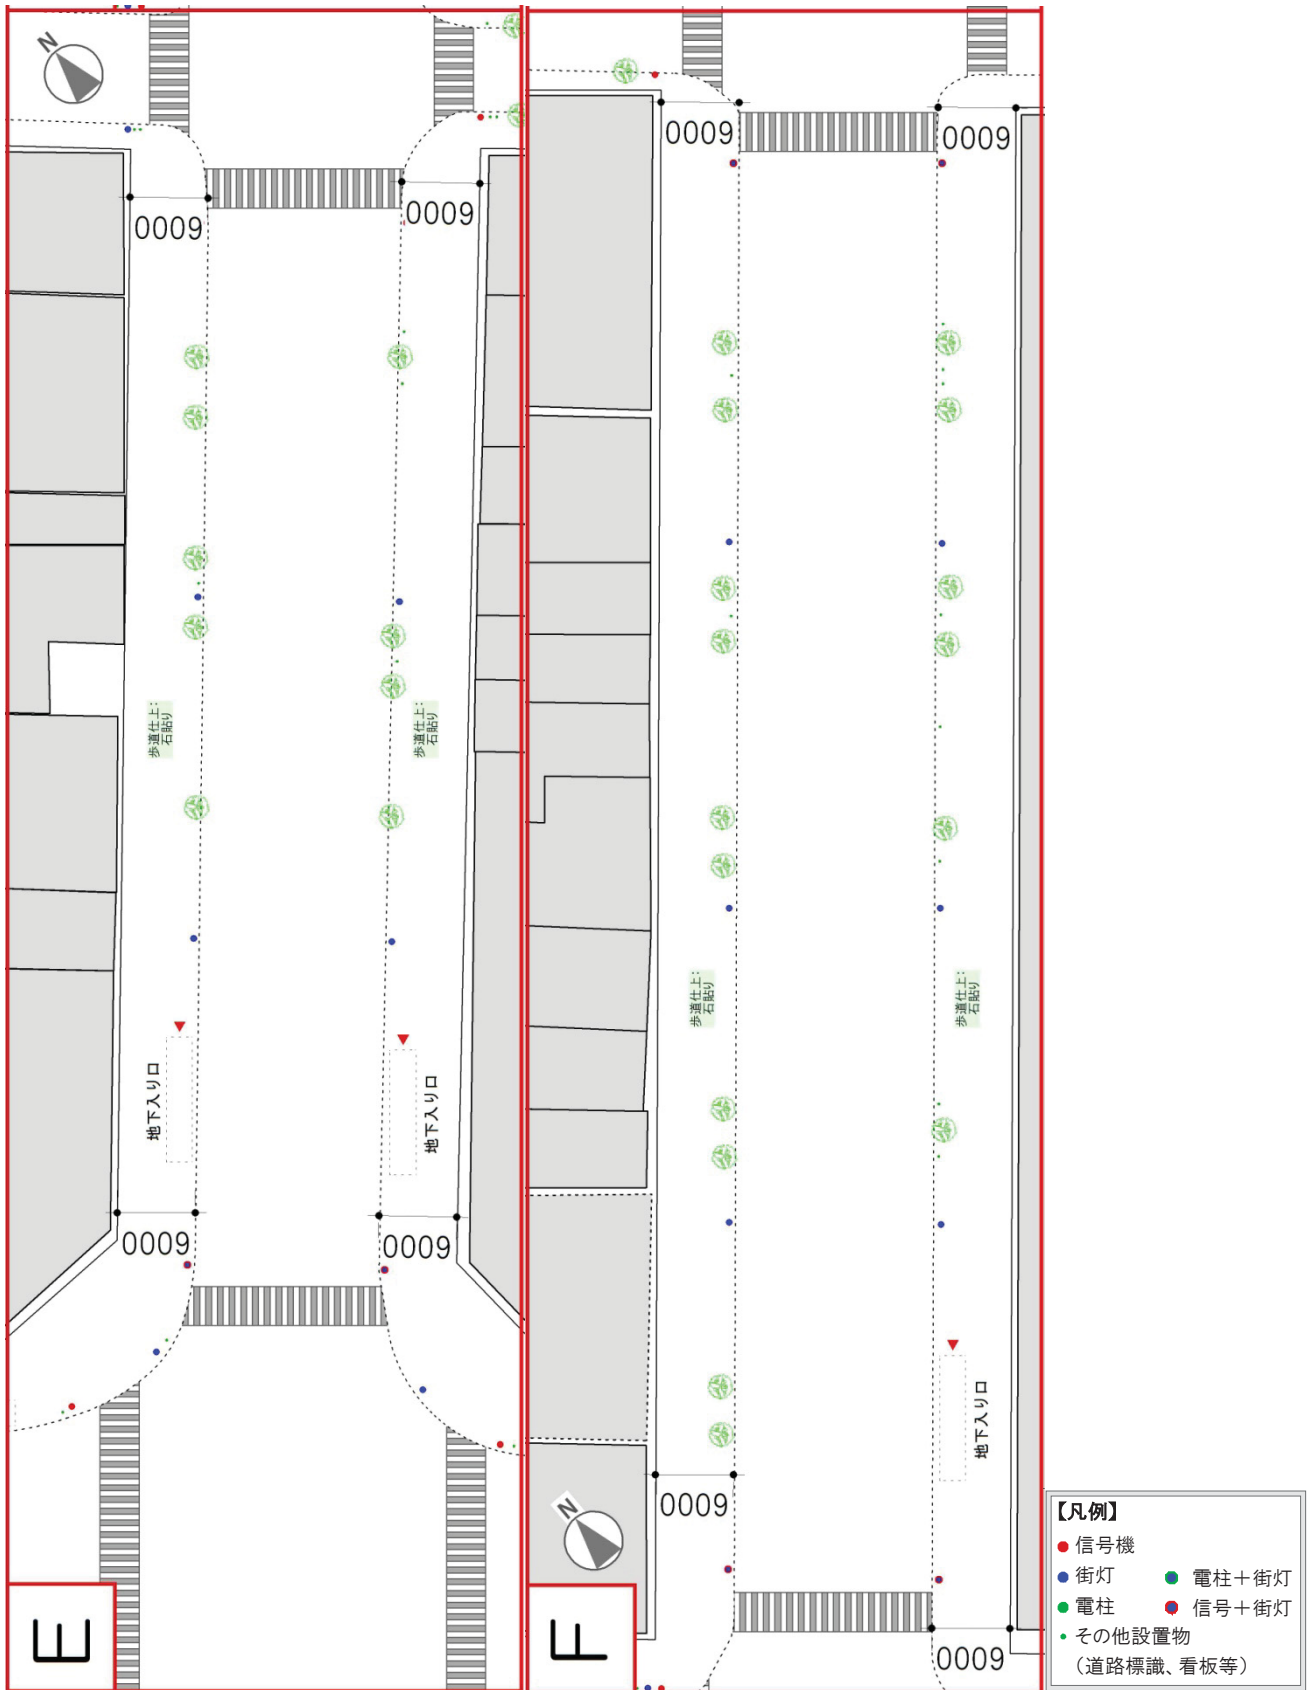 N
0009
0009
歩道仕上：
石貼り
歩道仕上：
石貼り
地下入り口
地下入り口
0009
0009
E
0009
0009
歩道仕上：
石貼り
歩道仕上：
石貼り
地下入り口
0009
N
0009
F
【凡例】
信号機
街灯 電柱＋街灯
電柱 信号＋街灯
その他設置物
（道路標識、看板等）